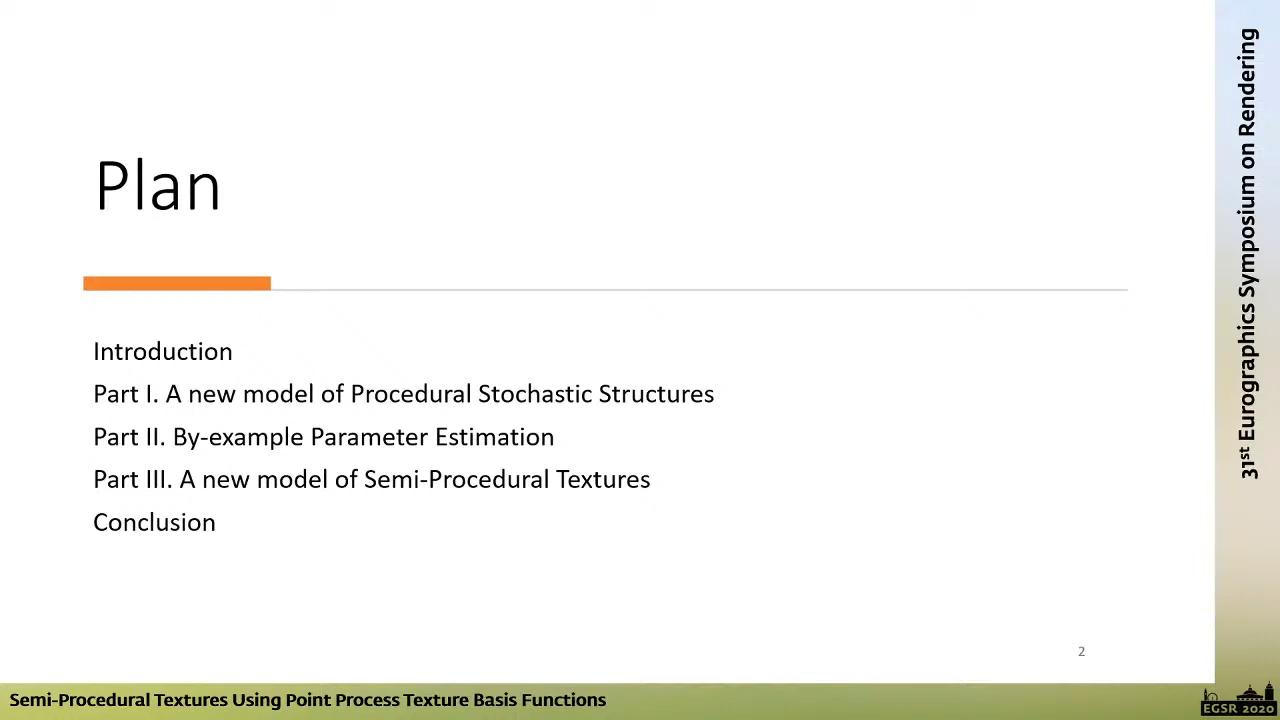 Plan
Introduction
Part I. A new model of Procedural Stochastic Structures
Part II. By-example Parameter Estimation
Part III. A new model of Semi-Procedural Textures
Conclusion
2
Semi-Procedural Textures Using Point Process Texture Basis Functions
31st Eurographics Symposium on Rendering
EGSR 2020